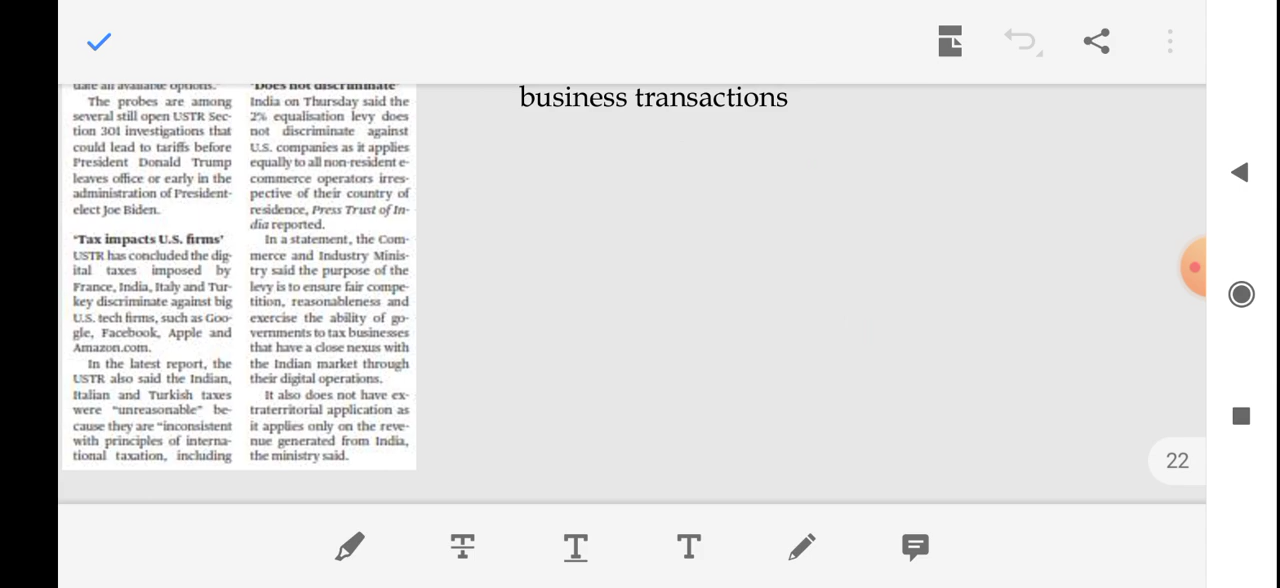 date all available options."
The probes are among
several still open USTR Sec-
tion 301 investigations that
could lead to tariffs before
President Donald Trump
leaves office or early in the
administration of President-
elect Joe Biden.
'Tax impacts U.S. firms'
USTR has concluded the dig-
ital taxes imposed by
France, India, Italy and Tur-
key discriminate against big
U.S. tech firms, such as Goo-
gle, Facebook, Apple and
Amazon.com.
In the latest report, the
USTR also said the Indian,
Italian and Turkish taxes
were "unreasonable" be-
cause they are "inconsistent
with principles of interna-
tional taxation, including
'Does not discriminate'
India on Thursday said the
2% equalisation levy does
not discriminate against
U.S. companies as it applies
equally to all non-resident e-
commerce operators irres-
pective of their country of
residence, Press Trust of In-
dia reported.
In a statement, the Com-
merce and Industry Minis-
try said the purpose of the
levy is to ensure fair compe-
tition, reasonableness and
exercise the ability of go-
vernments to tax businesses
that have a close nexus with
the Indian market through
their digital operations.
It also does not have ex-
traterritorial application as
it applies only on the reve-
nue generated from India,
the ministry said.
business transactions
22